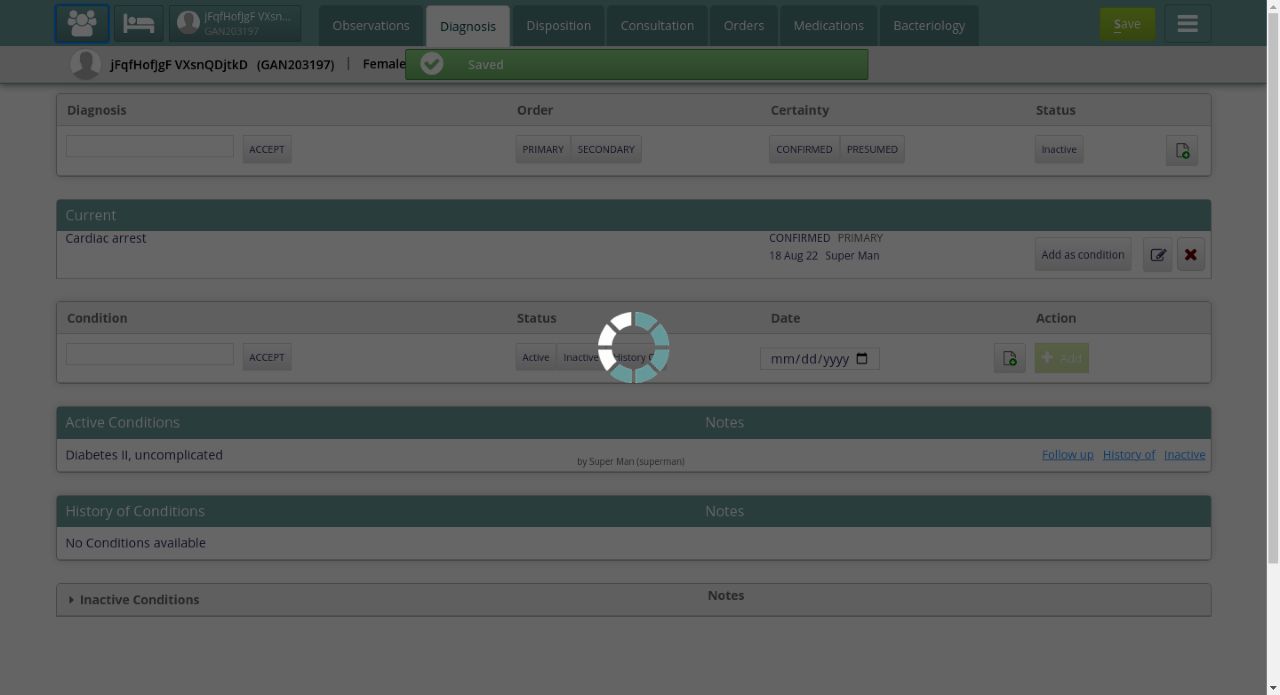 jFqfHofJgF VXsn...
GAN203197
Observations
Diagnosis
Disposition
Consultation
Orders
Medications
Bacteriology
Save
jFqfHofJgF VXsnQDjtkD (GAN203197) | Female
Saved
Diagnosis Order Certainty Status
ACCEPT PRIMARY SECONDARY CONFIRMED PRESUMED Inactive
Current
Cardiac arrest CONFIRMED PRIMARY
18 Aug 22 Super Man
Add as condition
Condition Status Date Action
ACCEPT Active Inactive History mm/dd/yyyy Add
Active Conditions Notes
Diabetes II, uncomplicated by Super Man (superman) Follow up History of Inactive
History of Conditions Notes
No Conditions available
Inactive Conditions Notes